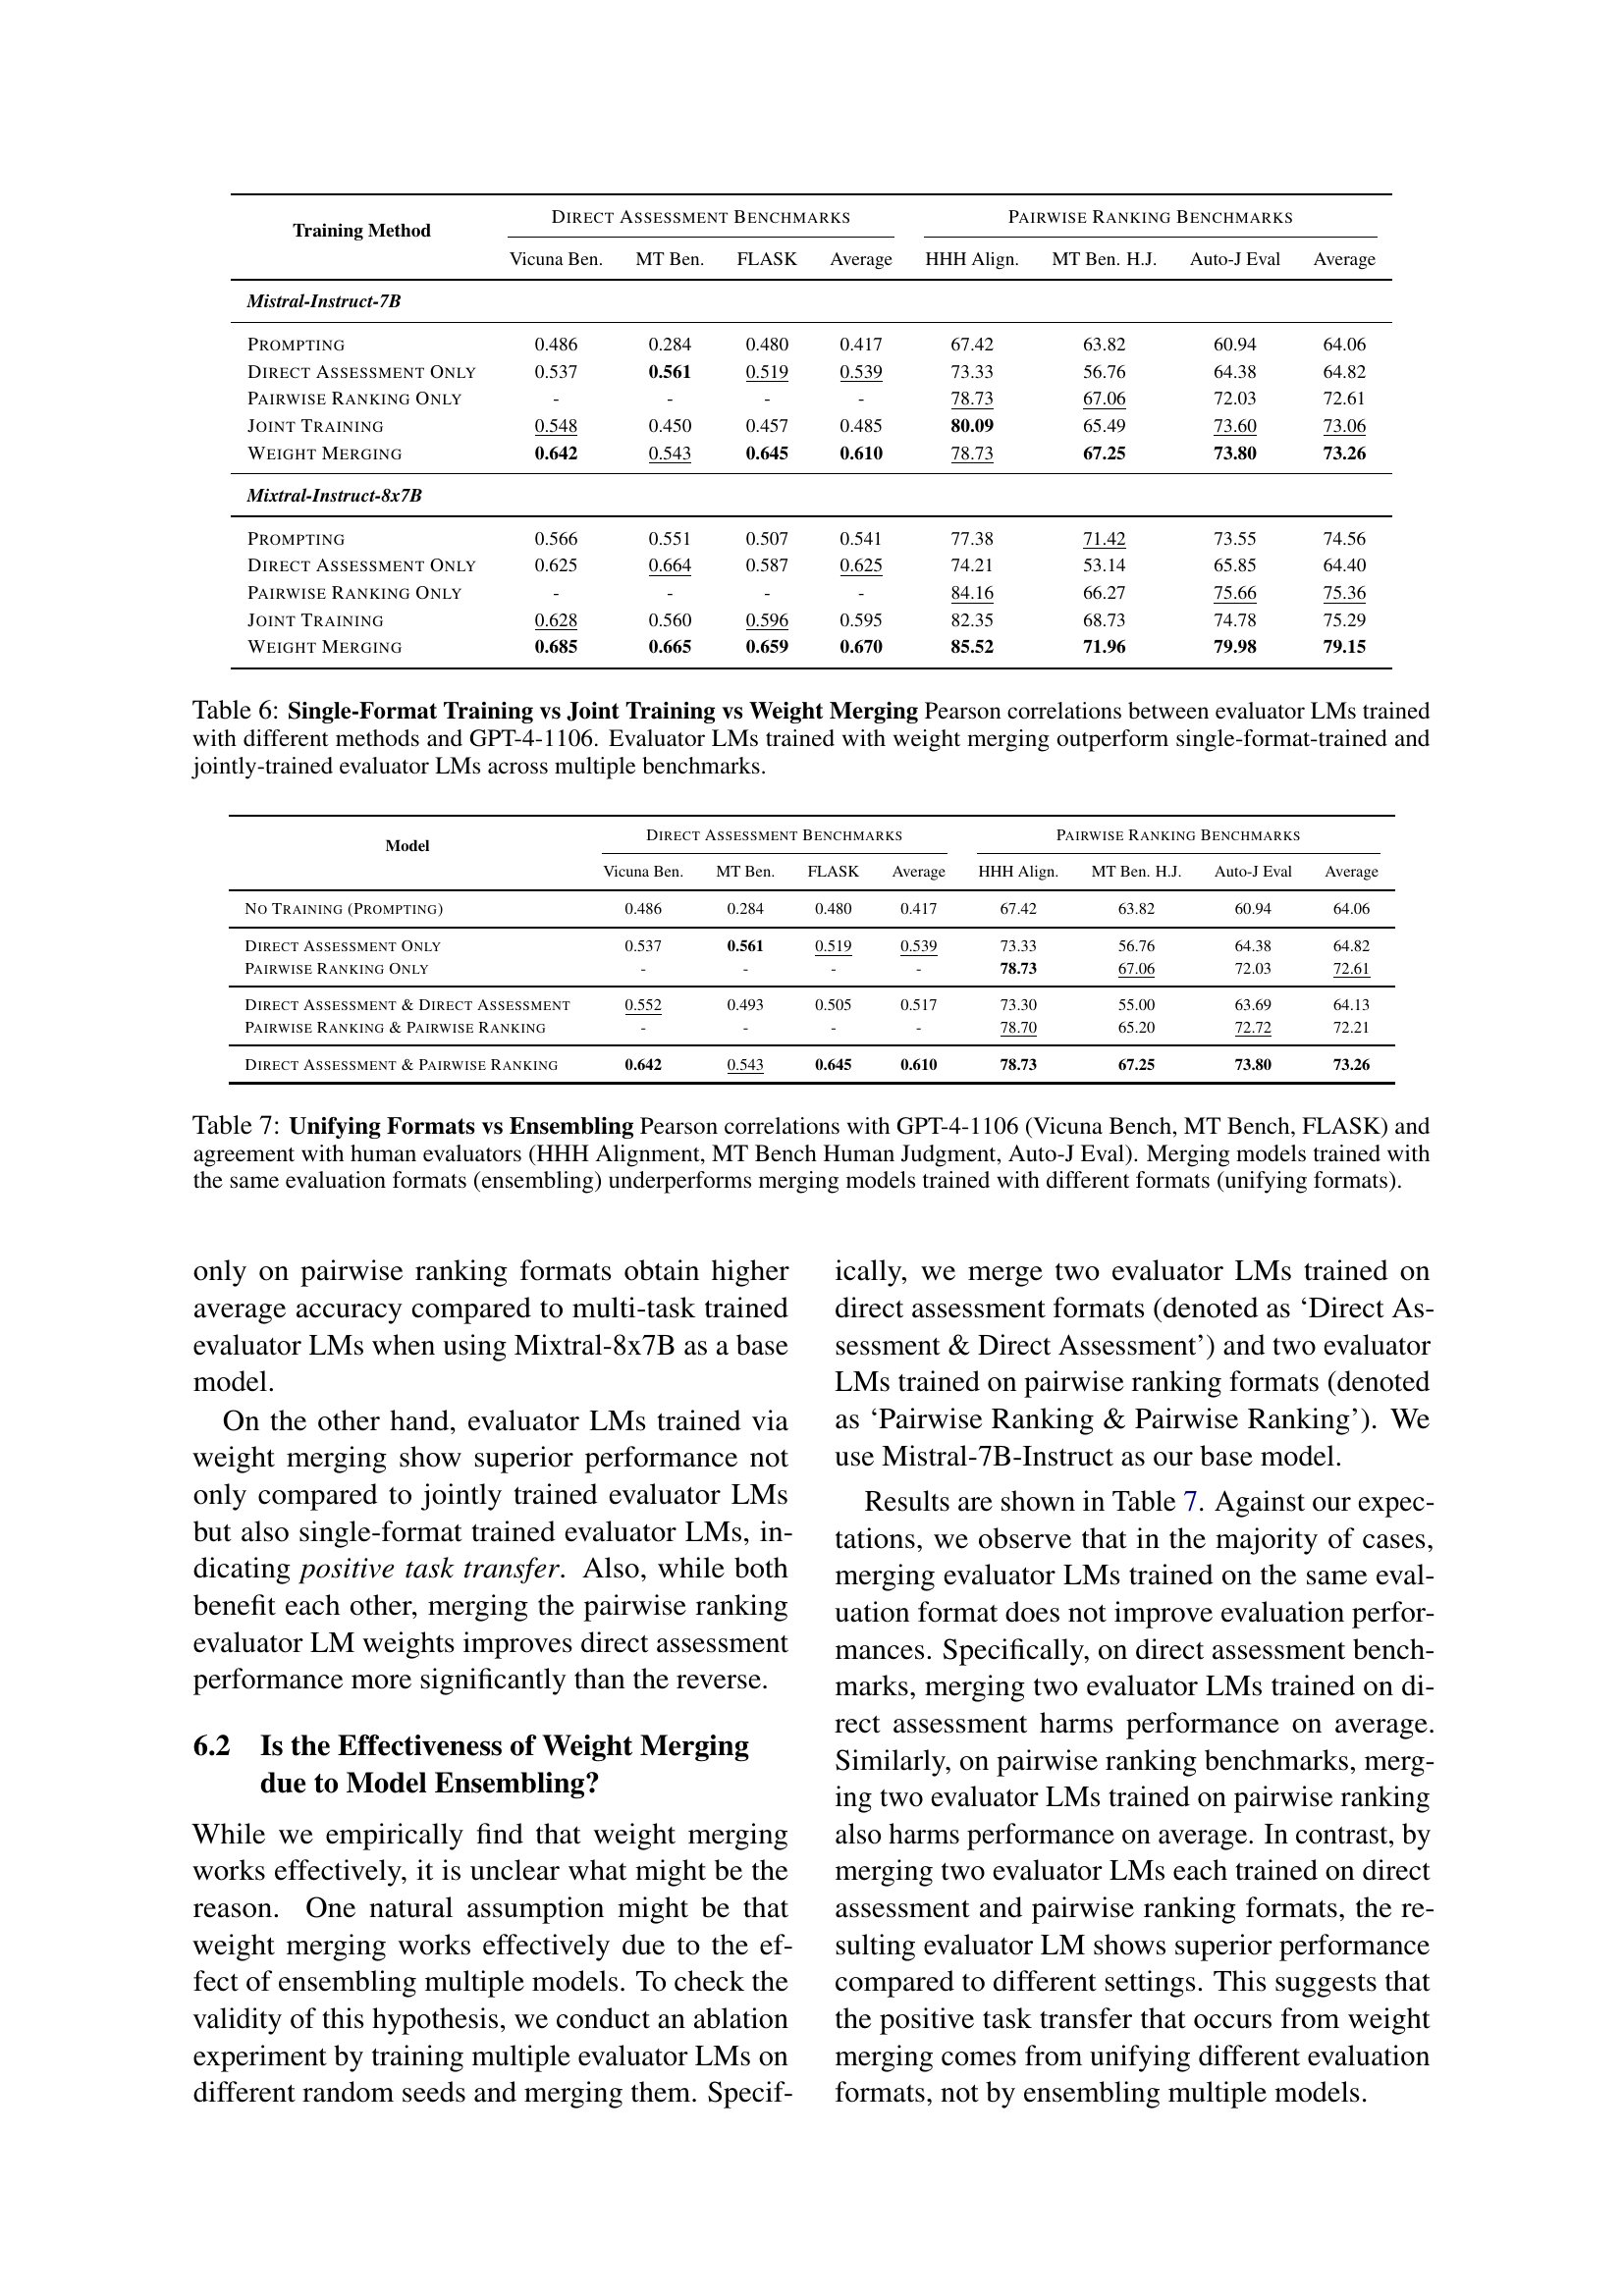 Training Method DIRECT ASSESSMENT BENCHMARKS PAIRWISE RANKING BENCHMARKS
Vicuna Ben. MT Ben. FLASK Average HHH Align. MT Ben. H.J. Auto-J Eval Average
Mistral-Instruct-7B
PROMPTING 0.486 0.284 0.480 0.417 67.42 63.82 60.94 64.06
DIRECT ASSESSMENT ONLY 0.537 0.561 0.519 0.539 73.33 56.76 64.38 64.82
PAIRWISE RANKING ONLY - - - - 78.73 67.06 72.03 72.61
JOINT TRAINING 0.548 0.450 0.457 0.485 80.09 65.49 73.60 73.06
WEIGHT MERGING 0.642 0.543 0.645 0.610 78.73 67.25 73.80 73.26
Mixtral-Instruct-8x7B
PROMPTING 0.566 0.551 0.507 0.541 77.38 71.42 73.55 74.56
DIRECT ASSESSMENT ONLY 0.625 0.664 0.587 0.625 74.21 53.14 65.85 64.40
PAIRWISE RANKING ONLY - - - - 84.16 66.27 75.66 75.36
JOINT TRAINING 0.628 0.560 0.596 0.595 82.35 68.73 74.78 75.29
WEIGHT MERGING 0.685 0.665 0.659 0.670 85.52 71.96 79.98 79.15
Table 6: Single-Format Training vs Joint Training vs Weight Merging Pearson correlations between evaluator LMs trained
with different methods and GPT-4-1106. Evaluator LMs trained with weight merging outperform single-format-trained and
jointly-trained evaluator LMs across multiple benchmarks.
Model DIRECT ASSESSMENT BENCHMARKS PAIRWISE RANKING BENCHMARKS
Vicuna Ben. MT Ben. FLASK Average HHH Align. MT Ben. H.J. Auto-J Eval Average
NO TRAINING (PROMPTING) 0.486 0.284 0.480 0.417 67.42 63.82 60.94 64.06
DIRECT ASSESSMENT ONLY 0.537 0.561 0.519 0.539 73.33 56.76 64.38 64.82
PAIRWISE RANKING ONLY - - - - 78.73 67.06 72.03 72.61
DIRECT ASSESSMENT & DIRECT ASSESSMENT 0.552 0.493 0.505 0.517 73.30 55.00 63.69 64.13
PAIRWISE RANKING & PAIRWISE RANKING - - - - 78.70 65.20 72.72 72.21
DIRECT ASSESSMENT & PAIRWISE RANKING 0.642 0.543 0.645 0.610 78.73 67.25 73.80 73.26
Table 7: Unifying Formats vs Ensembling Pearson correlations with GPT-4-1106 (Vicuna Bench, MT Bench, FLASK) and
agreement with human evaluators (HHH Alignment, MT Bench Human Judgment, Auto-J Eval). Merging models trained with
the same evaluation formats (ensembling) underperforms merging models trained with different formats (unifying formats).
only on pairwise ranking formats obtain higher
average accuracy compared to multi-task trained
evaluator LMs when using Mixtral-8x7B as a base
model.
On the other hand, evaluator LMs trained via
weight merging show superior performance not
only compared to jointly trained evaluator LMs
but also single-format trained evaluator LMs, in-
dicating positive task transfer. Also, while both
benefit each other, merging the pairwise ranking
evaluator LM weights improves direct assessment
performance more significantly than the reverse.
6.2 Is the Effectiveness of Weight Merging
due to Model Ensembling?
While we empirically find that weight merging
works effectively, it is unclear what might be the
reason. One natural assumption might be that
weight merging works effectively due to the ef-
fect of ensembling multiple models. To check the
validity of this hypothesis, we conduct an ablation
experiment by training multiple evaluator LMs on
different random seeds and merging them. Specif-
ically, we merge two evaluator LMs trained on
direct assessment formats (denoted as ‘Direct As-
sessment & Direct Assessment’) and two evaluator
LMs trained on pairwise ranking formats (denoted
as ‘Pairwise Ranking & Pairwise Ranking’). We
use Mistral-7B-Instruct as our base model.
Results are shown in Table 7. Against our expec-
tations, we observe that in the majority of cases,
merging evaluator LMs trained on the same eval-
uation format does not improve evaluation perfor-
mances. Specifically, on direct assessment bench-
marks, merging two evaluator LMs trained on di-
rect assessment harms performance on average.
Similarly, on pairwise ranking benchmarks, merg-
ing two evaluator LMs trained on pairwise ranking
also harms performance on average. In contrast, by
merging two evaluator LMs each trained on direct
assessment and pairwise ranking formats, the re-
sulting evaluator LM shows superior performance
compared to different settings. This suggests that
the positive task transfer that occurs from weight
merging comes from unifying different evaluation
formats, not by ensembling multiple models.